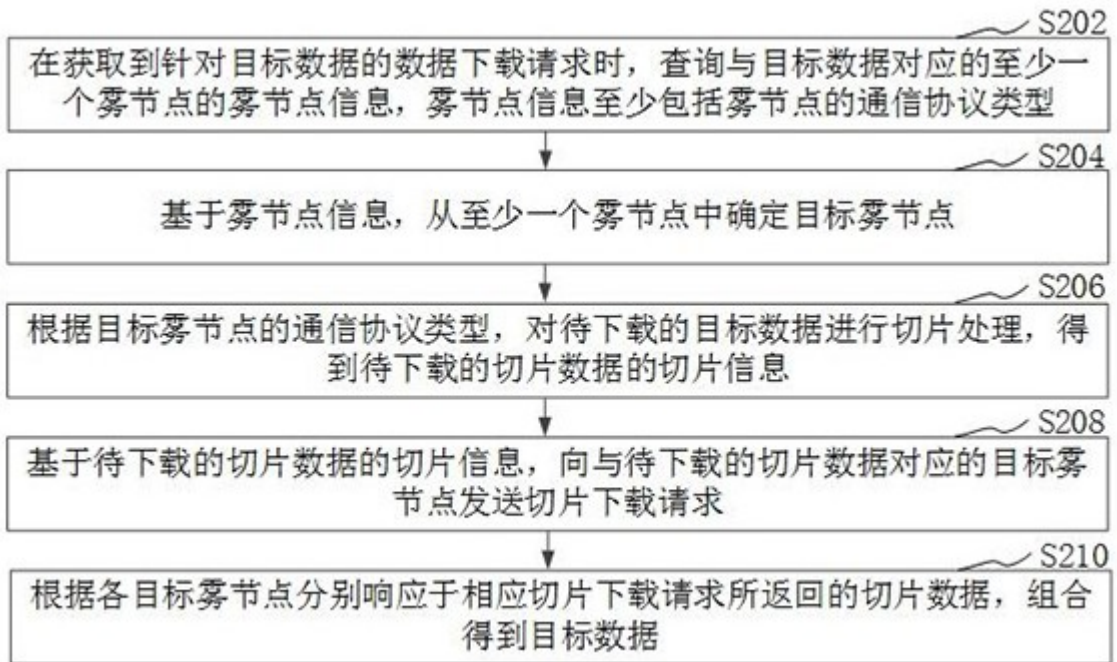 S202
在获取到针对目标数据的数据下载请求时，查询与目标数据对应的至少一
个雾节点的雾节点信息，雾节点信息至少包括雾节点的通信协议类型
S204
基于雾节点信息，从至少一个雾节点中确定目标雾节点
S206
根据目标雾节点的通信协议类型，对待下载的目标数据进行切片处理，得
到待下载的切片数据的切片信息
S208
基于待下载的切片数据的切片信息，向与待下载的切片数据对应的目标雾
节点发送切片下载请求
S210
根据各目标雾节点分别响应于相应切片下载请求所返回的切片数据，组合
得到目标数据